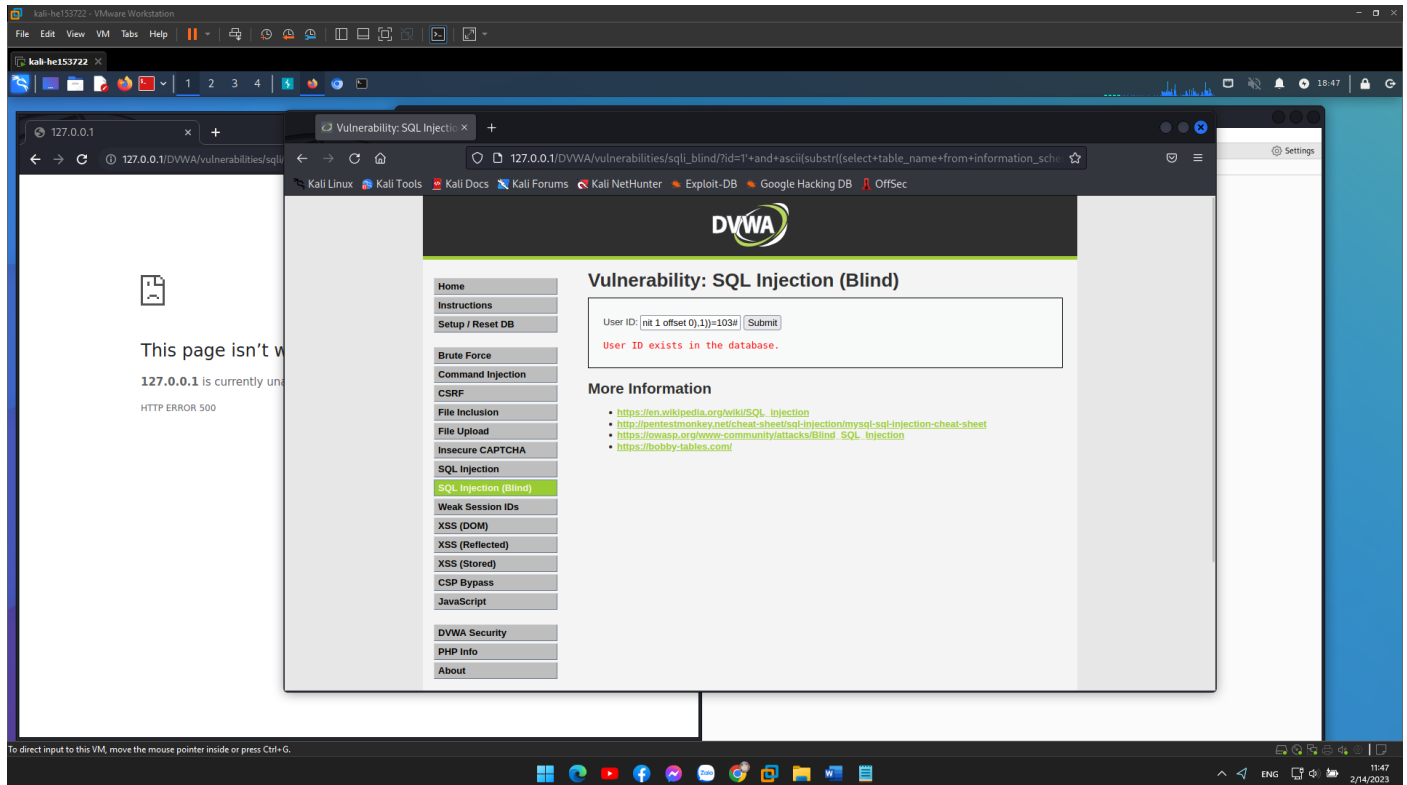 kali-he153722 - VMware Workstation
File Edit View VM Tabs Help
kali-he153722
1 2 3 4
18:47
127.0.0.1
127.0.0.1/DVWA/vulnerabilities/sqli
This page isn't w
127.0.0.1 is currently una
HTTP ERROR 500
Settings
Vulnerability: SQL Injectio
127.0.0.1/DVWA/vulnerabilities/sqli_blind/?id=1'+and+ascii(substr((select+table_name+from+information_sche
Kali Linux Kali Tools Kali Docs Kali Forums Kali NetHunter Exploit-DB Google Hacking DB OffSec
DVWA
Home
Instructions
Setup / Reset DB
Brute Force
Command Injection
CSRF
File Inclusion
File Upload
Insecure CAPTCHA
SQL Injection
SQL Injection (Blind)
Weak Session IDs
XSS (DOM)
XSS (Reflected)
XSS (Stored)
CSP Bypass
JavaScript
DVWA Security
PHP Info
About
Vulnerability: SQL Injection (Blind)
User ID: nit 1 offset 0),1))=103# Submit
User ID exists in the database.
More Information
https://en.wikipedia.org/wiki/SQL_injection
http://pentestmonkey.net/cheat-sheet/sql-injection/mysql-sql-injection-cheat-sheet
https://owasp.org/www-community/attacks/Blind_SQL_Injection
https://bobby-tables.com/
To direct input to this VM, move the mouse pointer inside or press Ctrl+G.
Zalo
ENG
11:47
2/14/2023